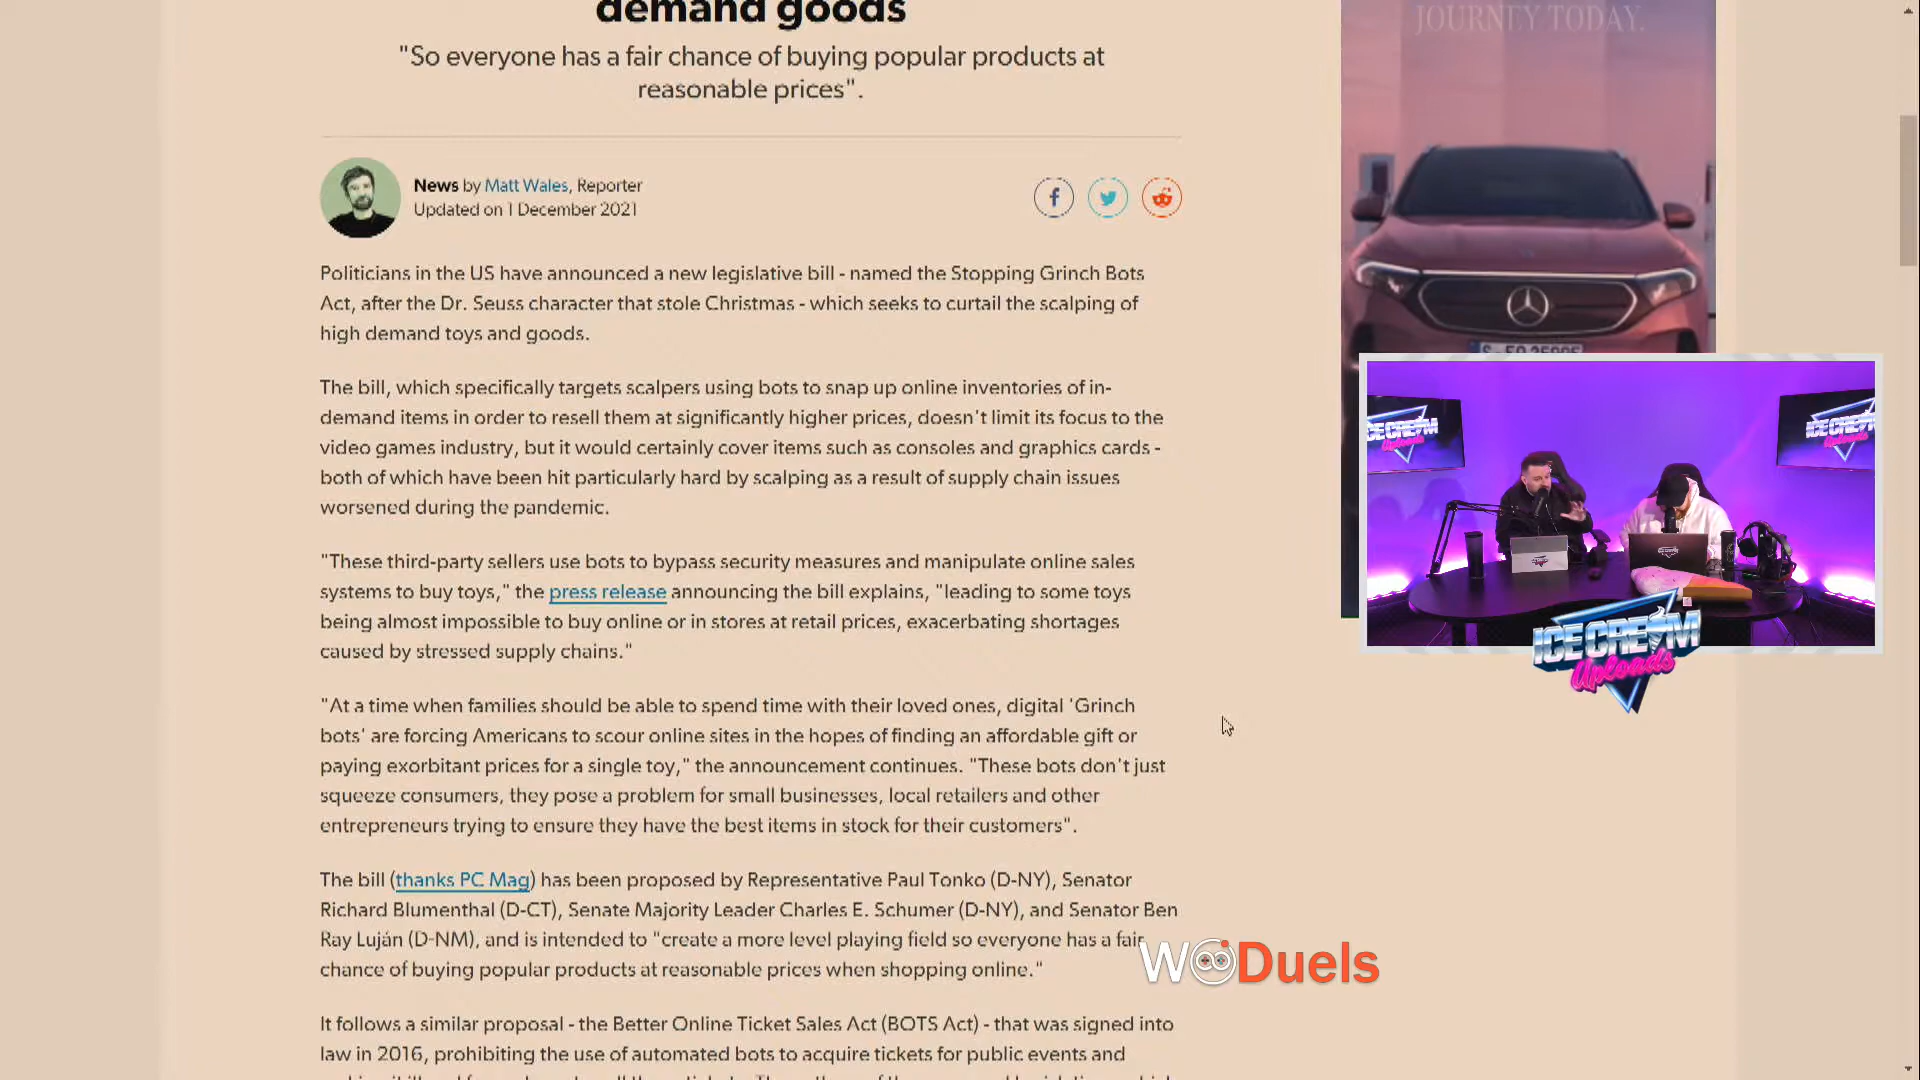 demand goods
"So everyone has a fair chance of buying popular products at
reasonable prices".
News by Matt Wales, Reporter
Updated on 1 December 2021
Politicians in the US have announced a new legislative bill - named the Stopping Grinch Bots
Act, after the Dr. Seuss character that stole Christmas - which seeks to curtail the scalping of
high demand toys and goods.
The bill, which specifically targets scalpers using bots to snap up online inventories of in-
demand items in order to resell them at significantly higher prices, doesn't limit its focus to the
video games industry, but it would certainly cover items such as consoles and graphics cards -
both of which have been hit particularly hard by scalping as a result of supply chain issues
worsened during the pandemic.
"These third-party sellers use bots to bypass security measures and manipulate online sales
systems to buy toys," the press release announcing the bill explains, "leading to some toys
being almost impossible to buy online or in stores at retail prices, exacerbating shortages
caused by stressed supply chains."
"At a time when families should be able to spend time with their loved ones, digital 'Grinch
bots' are forcing Americans to scour online sites in the hopes of finding an affordable gift or
paying exorbitant prices for a single toy," the announcement continues. "These bots don't just
squeeze consumers, they pose a problem for small businesses, local retailers and other
entrepreneurs trying to ensure they have the best items in stock for their customers".
The bill (thanks PC Mag) has been proposed by Representative Paul Tonko (D-NY), Senator
Richard Blumenthal (D-CT), Senate Majority Leader Charles E. Schumer (D-NY), and Senator Ben
Ray Luján (D-NM), and is intended to "create a more level playing field so everyone has a fair
chance of buying popular products at reasonable prices when shopping online."
It follows a similar proposal - the Better Online Ticket Sales Act (BOTS Act) - that was signed into
law in 2016, prohibiting the use of automated bots to acquire tickets for public events and
JOURNEY TODAY.
ICE CREAM
Uploads
ICE CREAM
Uploads
ICE CREAM
Uploads
WooDuels